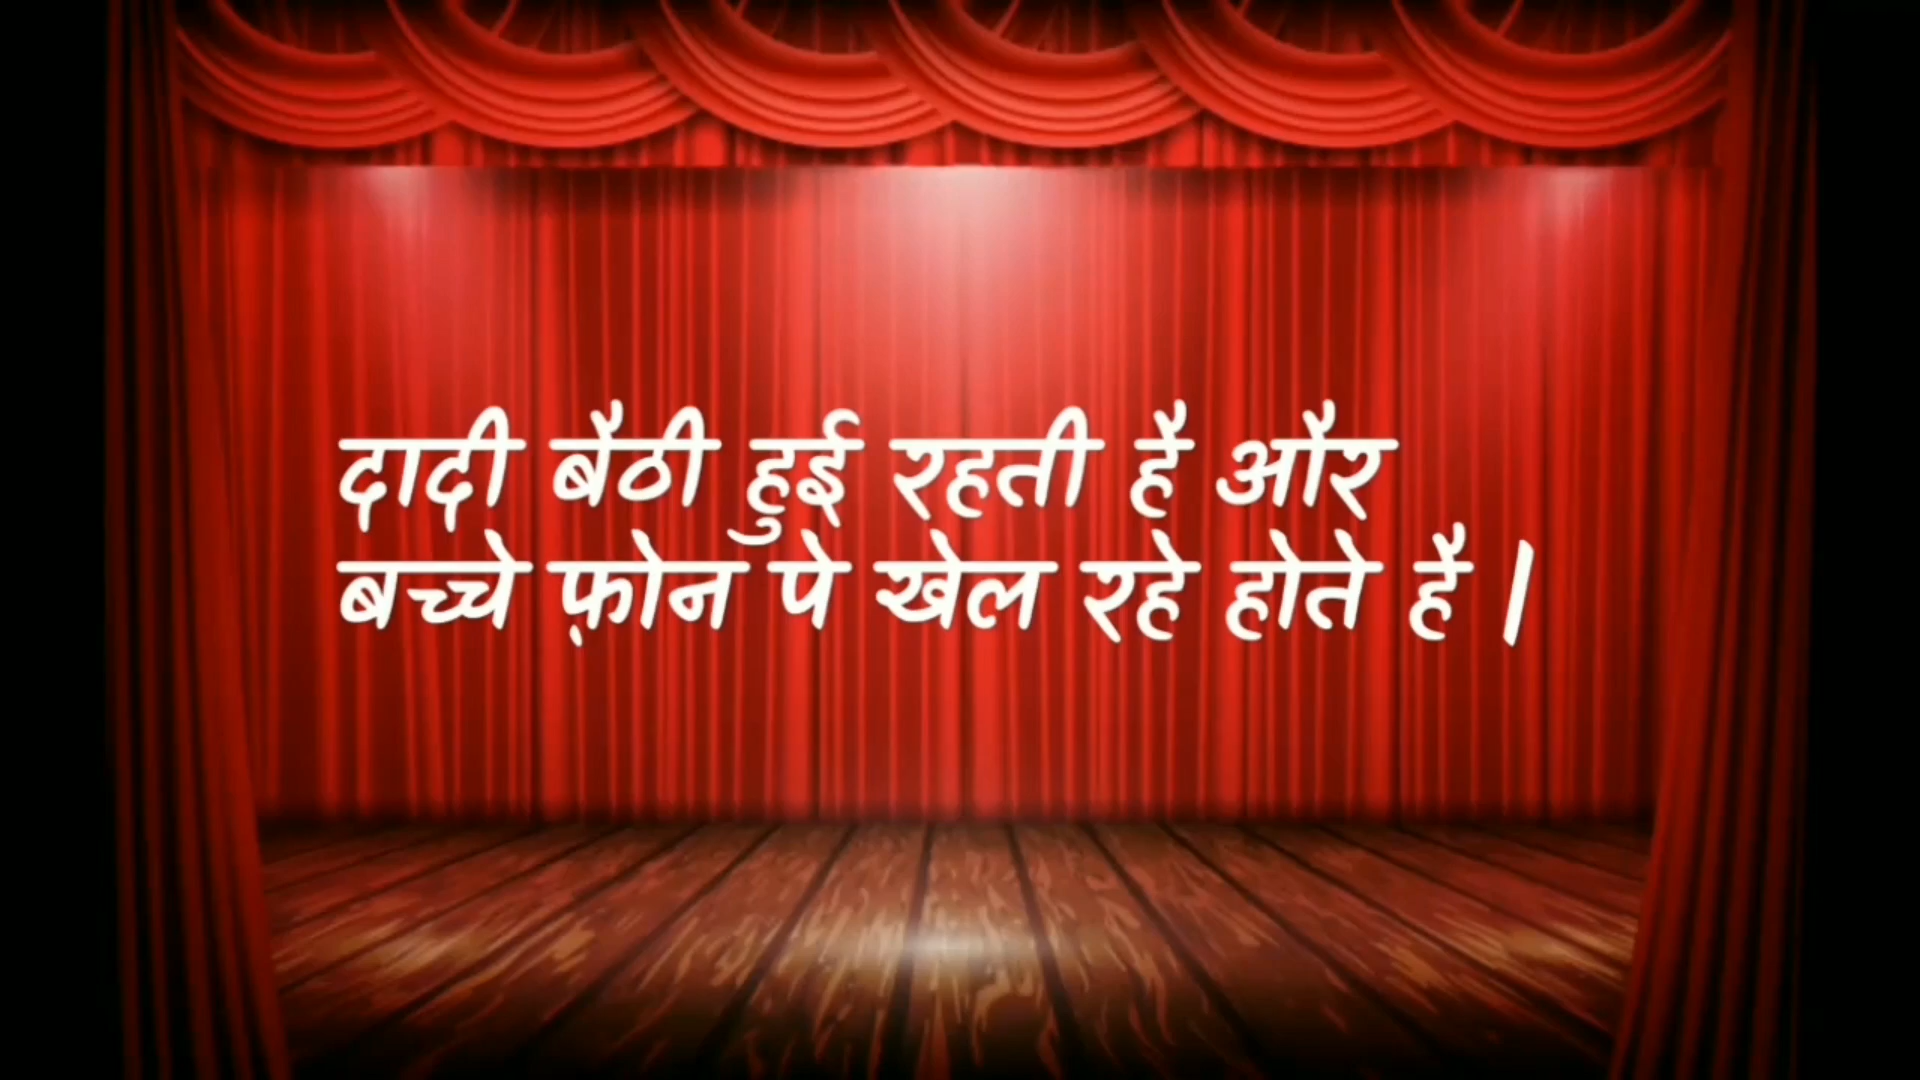 दादी बैठी हुई रहती है और
बच्चे फ़ोन पे खेल रहे होते है |